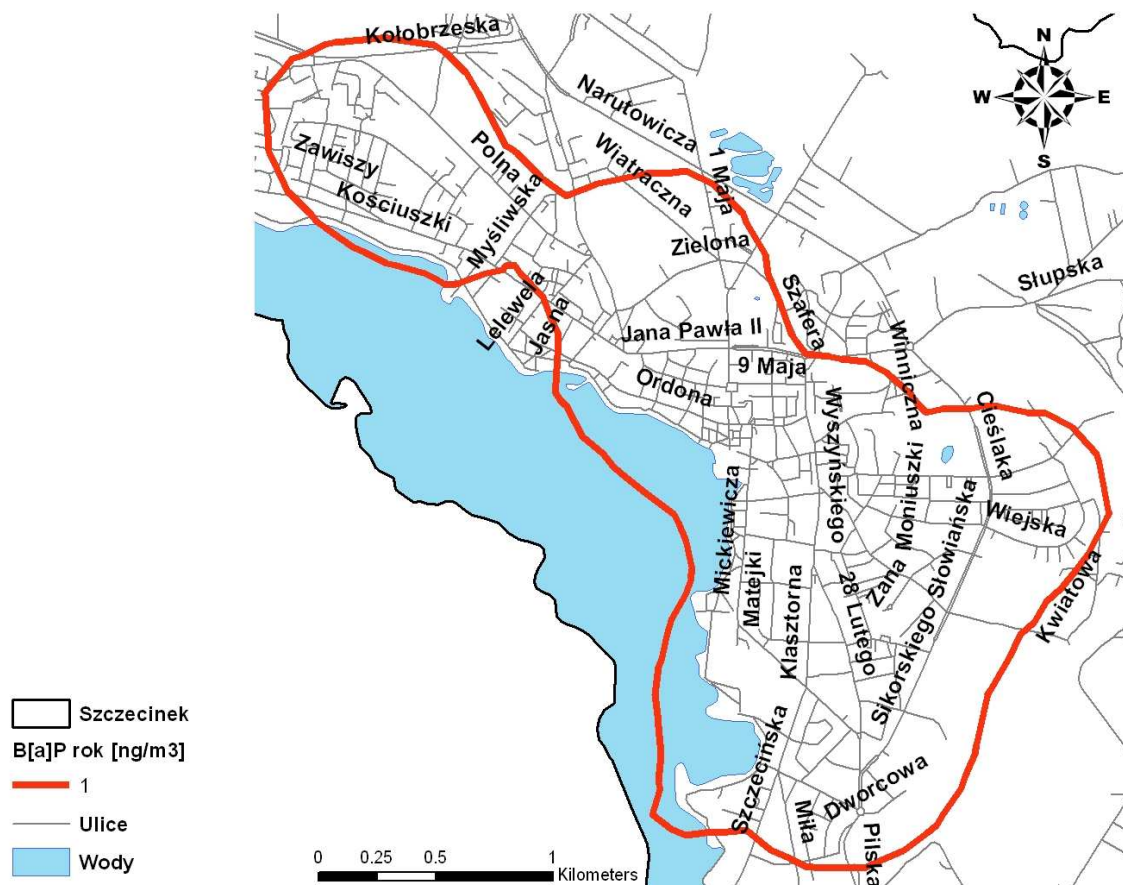 Kołobrzeska
N
W E
S
Narutowicza
Zawiszy
Polna
Wiatraczna
1 Maja
Kościuszki
Myśliwska
Zielona
Słupska
Szafera
Lelewela
Jasna
Jana Pawła II
Winniczna
9 Maja
Ordona
Cieślaka
Wyszyńskiego
Moniuszki
Mickiewicza
Wiejska
Słowiańska
Matejki
Klasztorna
28 Lutego
Zana
Kwiatowa
Sikorskiego
Szczecińska
Dworcowa
Miła
Pilska
Szczecinek
B[a]P rok [ng/m3]
1
Ulice
Wody
0 0.25 0.5 1
Kilometers